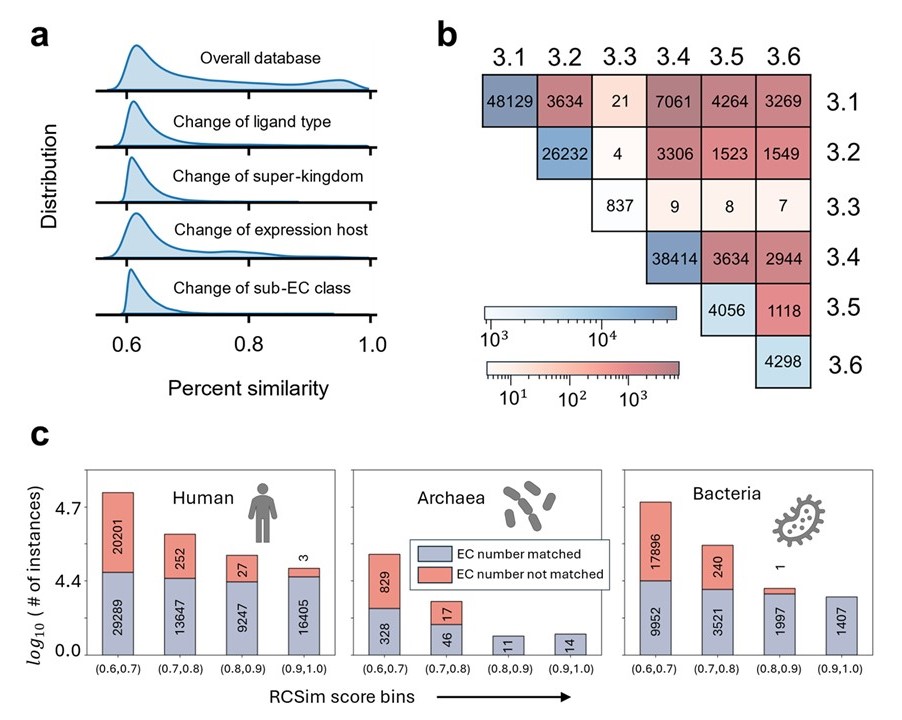 a
Overall database
Change of ligand type
Change of super-kingdom
Change of expression host
Change of sub-EC class
Distribution
0.6 0.8 1.0
Percent similarity
b
3.1 3.2 3.3 3.4 3.5 3.6
48129 3634 21 7061 4264 3269 3.1
26232 4 3306 1523 1549 3.2
837 9 8 7 3.3
38414 3634 2944 3.4
4056 1118 3.5
4298 3.6
10³ 10⁴
10¹ 10² 10³
c
log₁₀ ( # of instances)
4.7
4.4
0.0
Human
20201 252 27 3
29289 13647 9247 16405
(0.6,0.7) (0.7,0.8) (0.8,0.9) (0.9,1.0)
Archaea
EC number matched
EC number not matched
829 17
328 46 11 14
(0.6,0.7) (0.7,0.8) (0.8,0.9) (0.9,1.0)
Bacteria
17896 240 1
9952 3521 1997 1407
(0.6,0.7) (0.7,0.8) (0.8,0.9) (0.9,1.0)
RCSim score bins